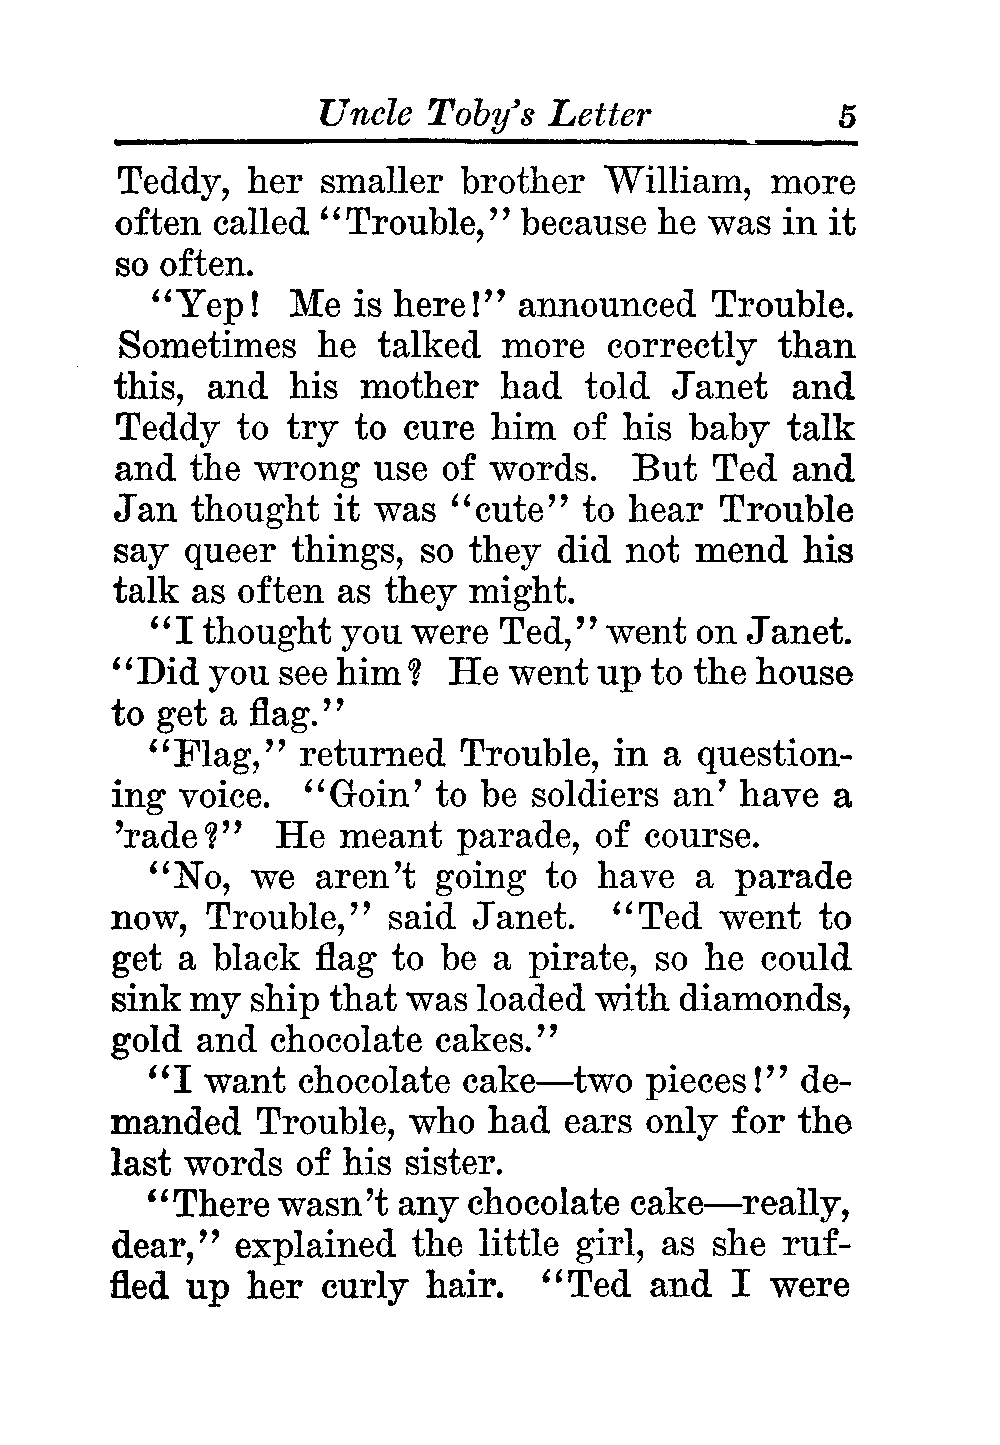 Uncle Toby's Letter 5
Teddy, her smaller brother William, more
often called "Trouble," because he was in it
so often.
"Yep! Me is here!" announced Trouble.
Sometimes he talked more correctly than
this, and his mother had told Janet and
Teddy to try to cure him of his baby talk
and the wrong use of words. But Ted and
Jan thought it was "cute" to hear Trouble
say queer things, so they did not mend his
talk as often as they might.
"I thought you were Ted," went on Janet.
"Did you see him? He went up to the house
to get a flag."
"Flag," returned Trouble, in a question-
ing voice. "Goin' to be soldiers an' have a
'rade?" He meant parade, of course.
"No, we aren't going to have a parade
now, Trouble," said Janet. "Ted went to
get a black flag to be a pirate, so he could
sink my ship that was loaded with diamonds,
gold and chocolate cakes."
"I want chocolate cake—two pieces!" de-
manded Trouble, who had ears only for the
last words of his sister.
"There wasn't any chocolate cake—really,
dear," explained the little girl, as she ruf-
fled up her curly hair. "Ted and I were